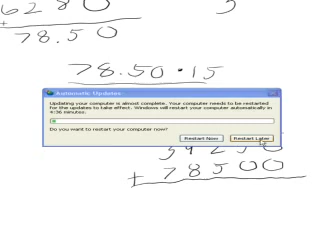 6280
+
78.50
78.50·15
Automatic Updates
Updating your computer is almost complete. Your computer needs to be restarted
for the updates to take effect. Windows will restart your computer automatically in
4:36 minutes.
Do you want to restart your computer now?
Restart Now Restart Later
+ 78500